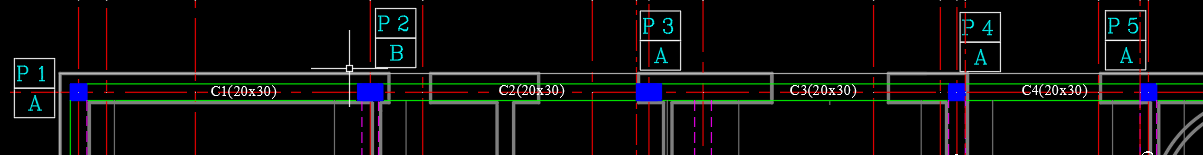 P 1
A
P 2
B
P 3
A
P 4
A
P 5
A
C1(20x30)
C2(20x30)
C3(20x30)
C4(20x30)